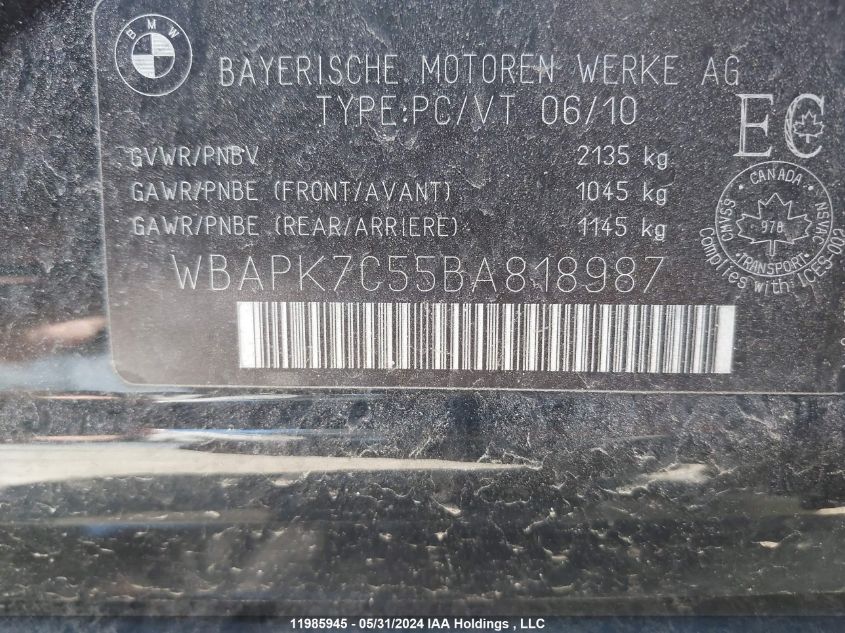 BMW
BAYERISCHE MOTOREN WERKE AG
TYPE:PC/VT 06/10
EC
GVWR/PNBV 2135 kg
GAWR/PNBE (FRONT/AVANT) 1045 kg
GAWR/PNBE (REAR/ARRIERE) 1145 kg
CMVSS CANADA NSVAC
978
TRANSPORT
Complies with ICES-002
WBAPK7C55BA818987
11985945 - 05/31/2024 IAA Holdings , LLC